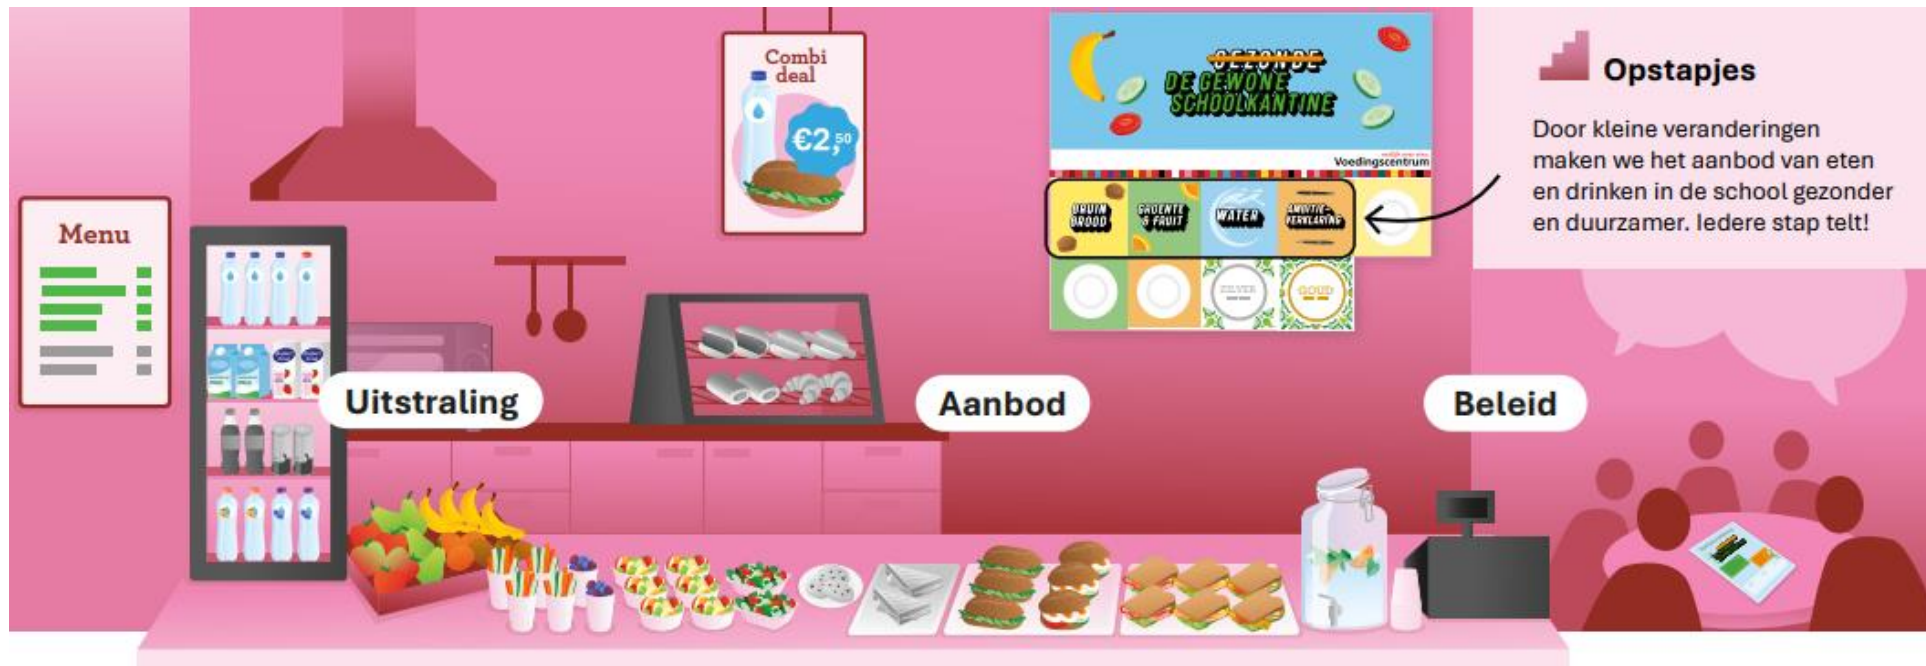 Menu
Combi
deal
€2,50
GEZONDE
DE GEWONE
SCHOOLKANTINE
Voedingscentrum
BRUIN
BROOD
GROENTE
& FRUIT
WATER
AMBITIE-
VERKLARING
ZILVER
GOUD
Opstapjes
Door kleine veranderingen
maken we het aanbod van eten
en drinken in de school gezonder
en duurzamer. Iedere stap telt!
Uitstraling
Aanbod
Beleid